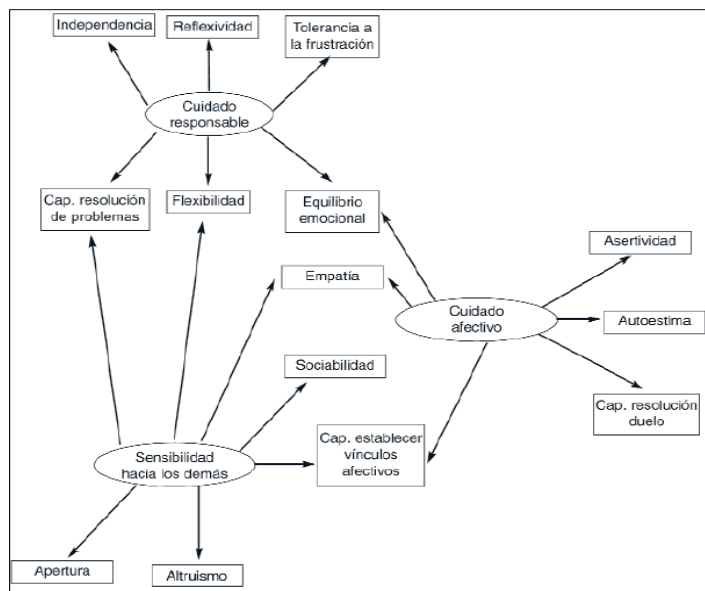 Independencia
Reflexividad
Tolerancia a
la frustración
Cuidado
responsable
Cap. resolución
de problemas
Flexibilidad
Equilibrio
emocional
Asertividad
Empatía
Cuidado
afectivo
Autoestima
Sociabilidad
Cap. resolución
duelo
Cap. establecer
vínculos
afectivos
Sensibilidad
hacia los demás
Apertura
Altruismo